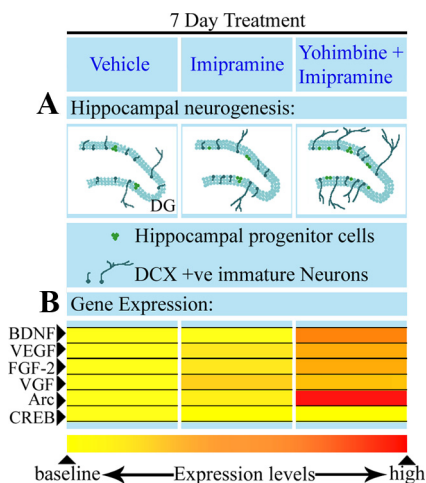 7 Day Treatment
Vehicle
Imipramine
Yohimbine +
Imipramine
A
Hippocampal neurogenesis:
DG
Hippocampal progenitor cells
DCX +ve immature Neurons
B
Gene Expression:
BDNF
VEGF
FGF-2
VGF
Arc
CREB
baseline
Expression levels
high